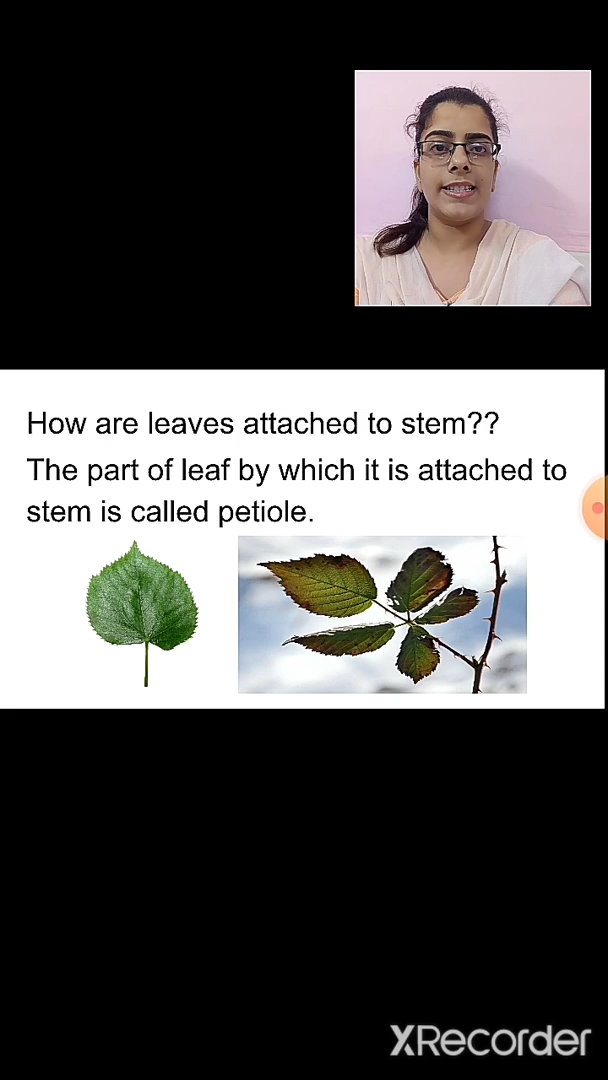 How are leaves attached to stem??
The part of leaf by which it is attached to
stem is called petiole.
XRecorder